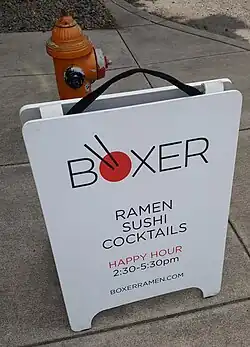 BOXER
RAMEN
SUSHI
COCKTAILS
HAPPY HOUR
2:30-5:30pm
BOXERRAMEN.COM